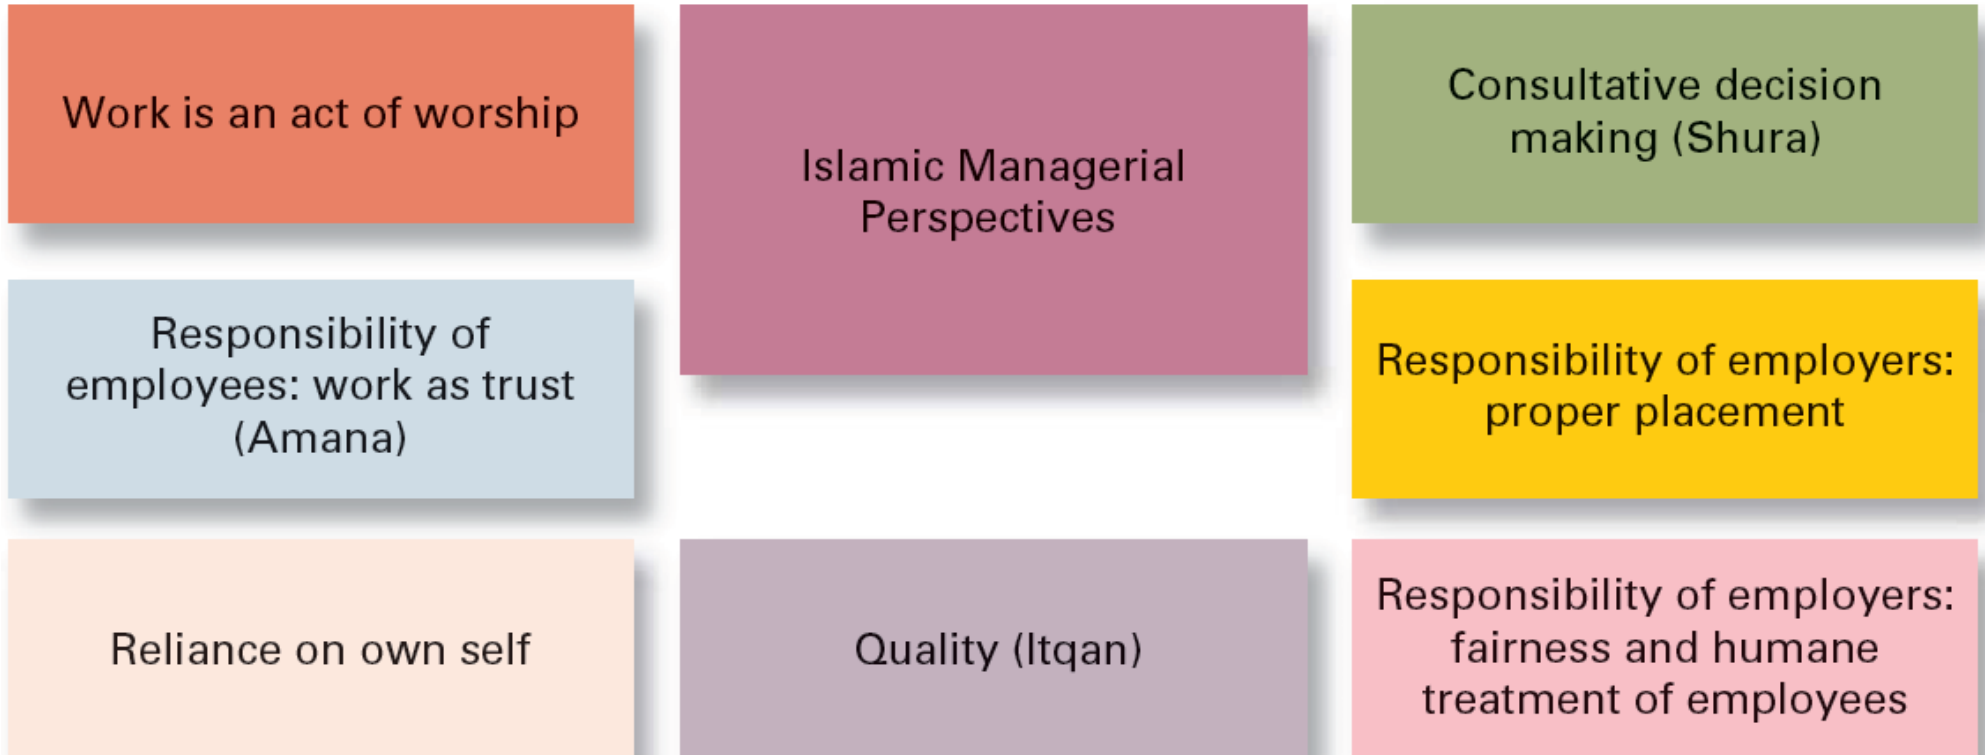 Work is an act of worship
Islamic Managerial
Perspectives
Consultative decision
making (Shura)
Responsibility of
employees: work as trust
(Amana)
Responsibility of employers:
proper placement
Reliance on own self
Quality (Itqan)
Responsibility of employers:
fairness and humane
treatment of employees